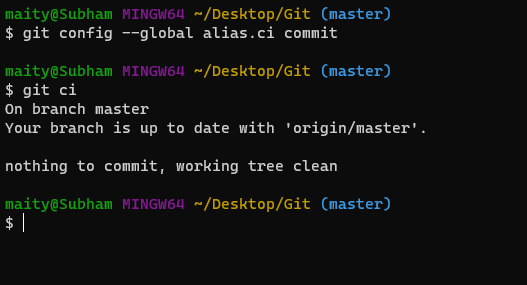 maity@Subham MINGW64 ~/Desktop/Git (master)
$ git config --global alias.ci commit
maity@Subham MINGW64 ~/Desktop/Git (master)
$ git ci
On branch master
Your branch is up to date with 'origin/master'.
nothing to commit, working tree clean
maity@Subham MINGW64 ~/Desktop/Git (master)
$